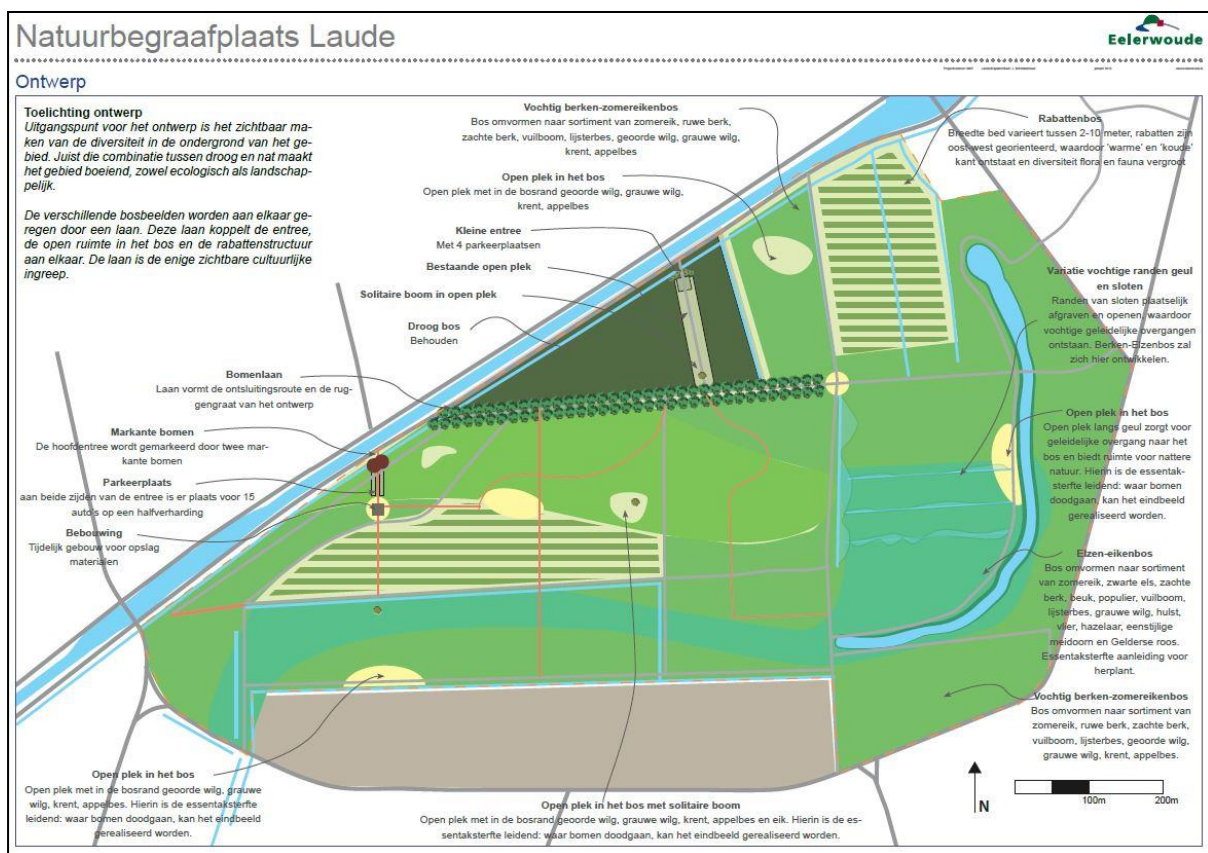 Natuurbegraafplaats Laude
Eelerwoude
Ontwerp
Toelichting ontwerp
Uitgangspunt voor het ontwerp is het zichtbaar ma-
ken van de diversiteit in de ondergrond van het ge-
bied. Juist die combinatie tussen droog en nat maakt
het gebied boeiend, zowel ecologisch als landschap-
pelijk.
De verschillende bosbeelden worden aan elkaar ge-
regen door een laan. Deze laan koppelt de entree,
de open ruimte in het bos en de rabattenstructuur
aan elkaar. De laan is de enige zichtbare cultuurlijke
ingreep.
Vochtig berken-zomereikenbos
Bos omvormen naar sortiment van zomereik, ruwe berk,
zachte berk, vuilboom, lijsterbes, geoorde wilg, grauwe wilg,
krent, appelbes
Open plek in het bos
Open plek met in de bosrand geoorde wilg, grauwe wilg,
krent, appelbes
Kleine entree
Met 4 parkeerplaatsen
Bestaande open plek
Solitaire boom in open plek
Droog bos
Behouden
Bomenlaan
Laan vormt de ontsluitingsroute en de rug-
gengraat van het ontwerp
Markante bomen
De hoofdentree wordt gemarkeerd door twee mar-
kante bomen
Parkeerplaats
aan beide zijden van de entree is er plaats voor 15
auto's op een halfverharding
Bebouwing
Tijdelijk gebouw voor opslag
materialen
Rabattenbos
Breedte bed varieert tussen 2-10 meter, rabatten zijn
oost-west georienteerd, waardoor 'warme' en 'koude'
kant ontstaat en diversiteit flora en fauna vergroot
Variatie vochtige randen geul
en sloten
Randen van sloten plaatselijk
afgraven en openen, waardoor
vochtige geleidelijke overgangen
ontstaan. Berken-Elzenbos zal
zich hier ontwikkelen.
Open plek in het bos
Open plek langs geul zorgt voor
geleidelijke overgang naar het
bos en biedt ruimte voor nattere
natuur. Hierin is de essentak-
sterfte leidend: waar bomen
doodgaan, kan het eindbeeld
gerealiseerd worden.
Elzen-eikenbos
Bos omvormen naar sortiment
van zomereik, zwarte els, zachte
berk, beuk, populier, vuilboom,
lijsterbes, grauwe wilg, hulst,
vlier, hazelaar, eenstijlige
meidoorn en Gelderse roos.
Essentaksterfte aanleiding voor
herplant.
Vochtig berken-zomereikenbos
Bos omvormen naar sortiment van
zomereik, ruwe berk, zachte berk,
vuilboom, lijsterbes, geoorde wilg,
grauwe wilg, krent, appelbes.
Open plek in het bos
Open plek met in de bosrand geoorde wilg, grauwe
wilg, krent, appelbes. Hierin is de essentaksterfte
leidend: waar bomen doodgaan, kan het eindbeeld
gerealiseerd worden.
Open plek in het bos met solitaire boom
Open plek met in de bosrand geoorde wilg, grauwe wilg, krent, appelbes en eik. Hierin is de es-
sentaksterfte leidend: waar bomen doodgaan, kan het eindbeeld gerealiseerd worden.
N
100m
200m